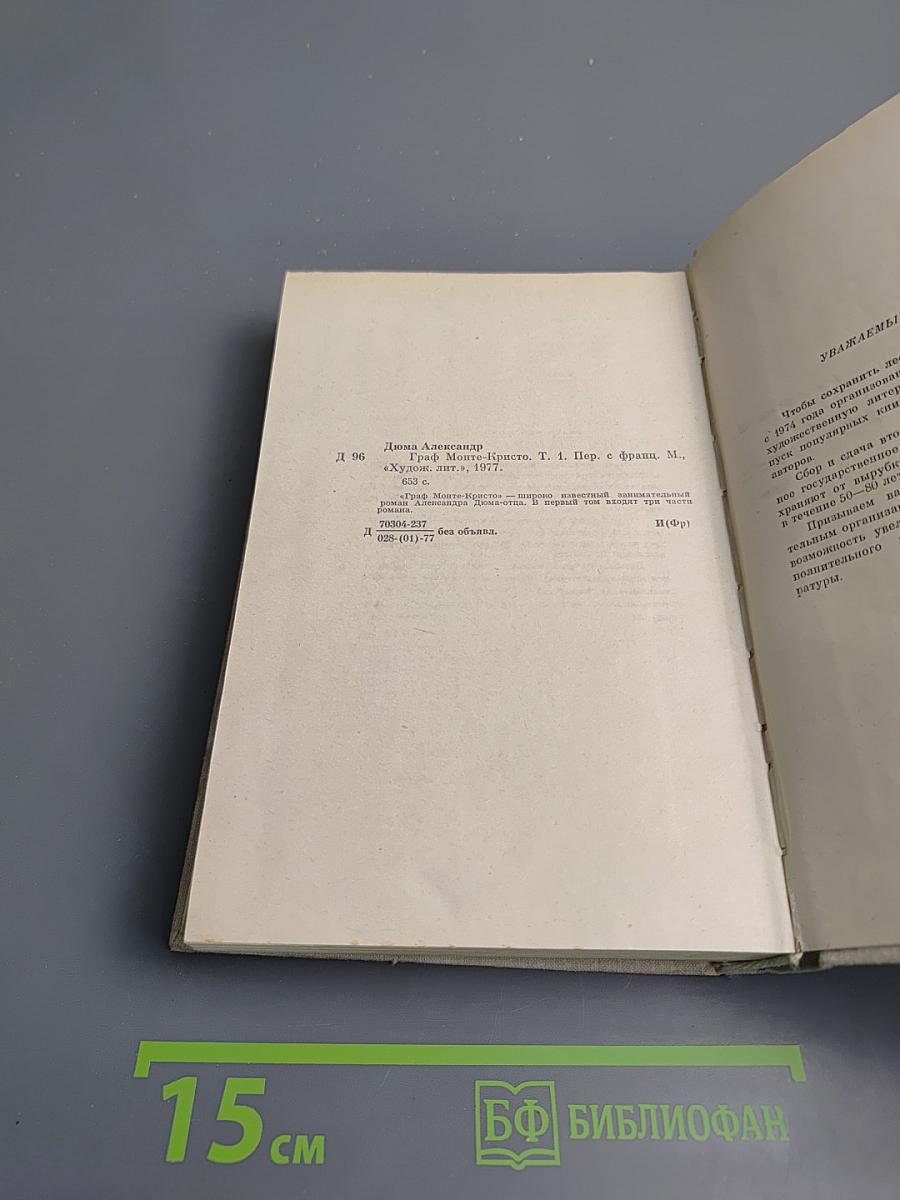 Дюма Александр
Д 96 Граф Монте-Кристо. Т. 1. Пер. с франц. М.,
«Худож. лит.», 1977.
653 с.
«Граф Монте-Кристо» — широко известный занимательный
роман Александра Дюма-отца. В первый том входят три части
романа.
Д 70304-237 / 028-(01)-77 без объявл. И(Фр)
УВАЖАЕМЫ
Чтобы сохранить лес
с 1974 года организован
художественную литер
пуск популярных кни
авторов.
Сбор и сдача вто
ное государственное
храняют от вырубк
в течение 50—80 лет
Призываем ва
тельным организа
возможность увел
полнительного
ратуры.
15 см
БФ БИБЛИОФАН